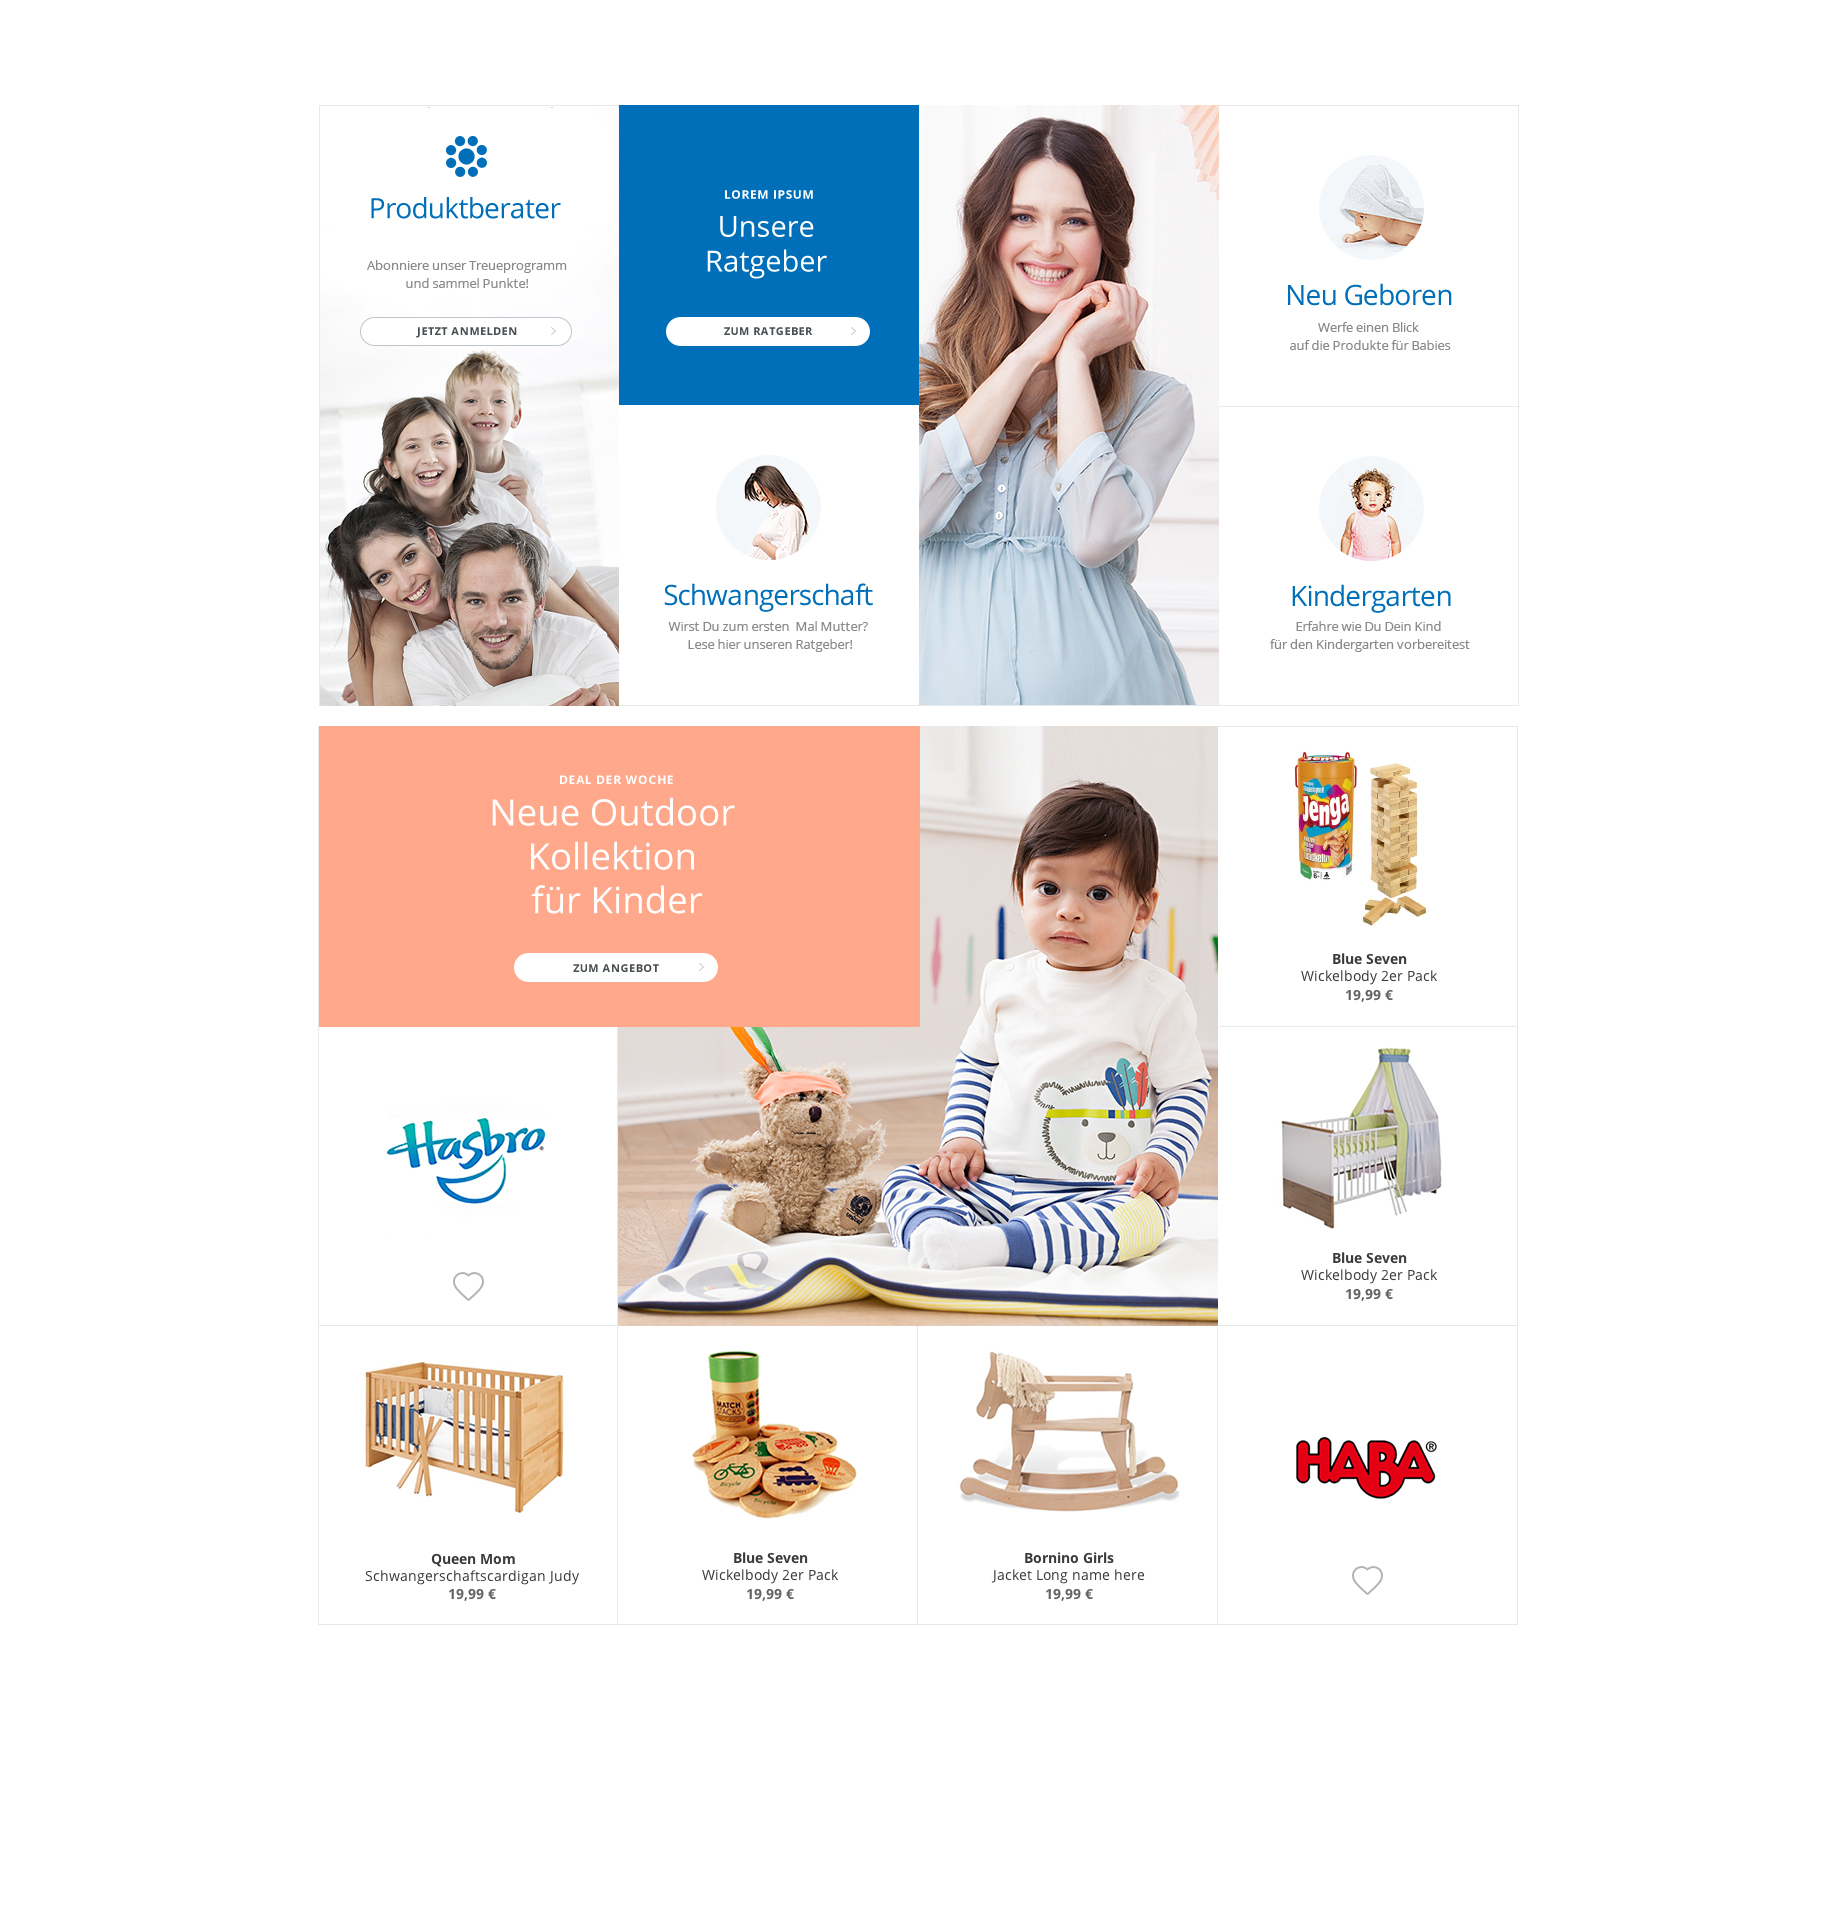 Produktberater
Abonniere unser Treueprogramm
und sammel Punkte!
JETZT ANMELDEN
LOREM IPSUM
Unsere
Ratgeber
ZUM RATGEBER
Schwangerschaft
Wirst Du zum ersten Mal Mutter?
Lese hier unseren Ratgeber!
Neu Geboren
Werfe einen Blick
auf die Produkte für Babies
Kindergarten
Erfahre wie Du Dein Kind
für den Kindergarten vorbereitest
DEAL DER WOCHE
Neue Outdoor
Kollektion
für Kinder
ZUM ANGEBOT
Jenga
Blue Seven
Wickelbody 2er Pack
19,99 €
Hasbro
unicef
Blue Seven
Wickelbody 2er Pack
19,99 €
Queen Mom
Schwangerschaftscardigan Judy
19,99 €
MATCH
STACKS
Bicycle
Train
Bicycle
Blue Seven
Wickelbody 2er Pack
19,99 €
Bornino Girls
Jacket Long name here
19,99 €
HABA®